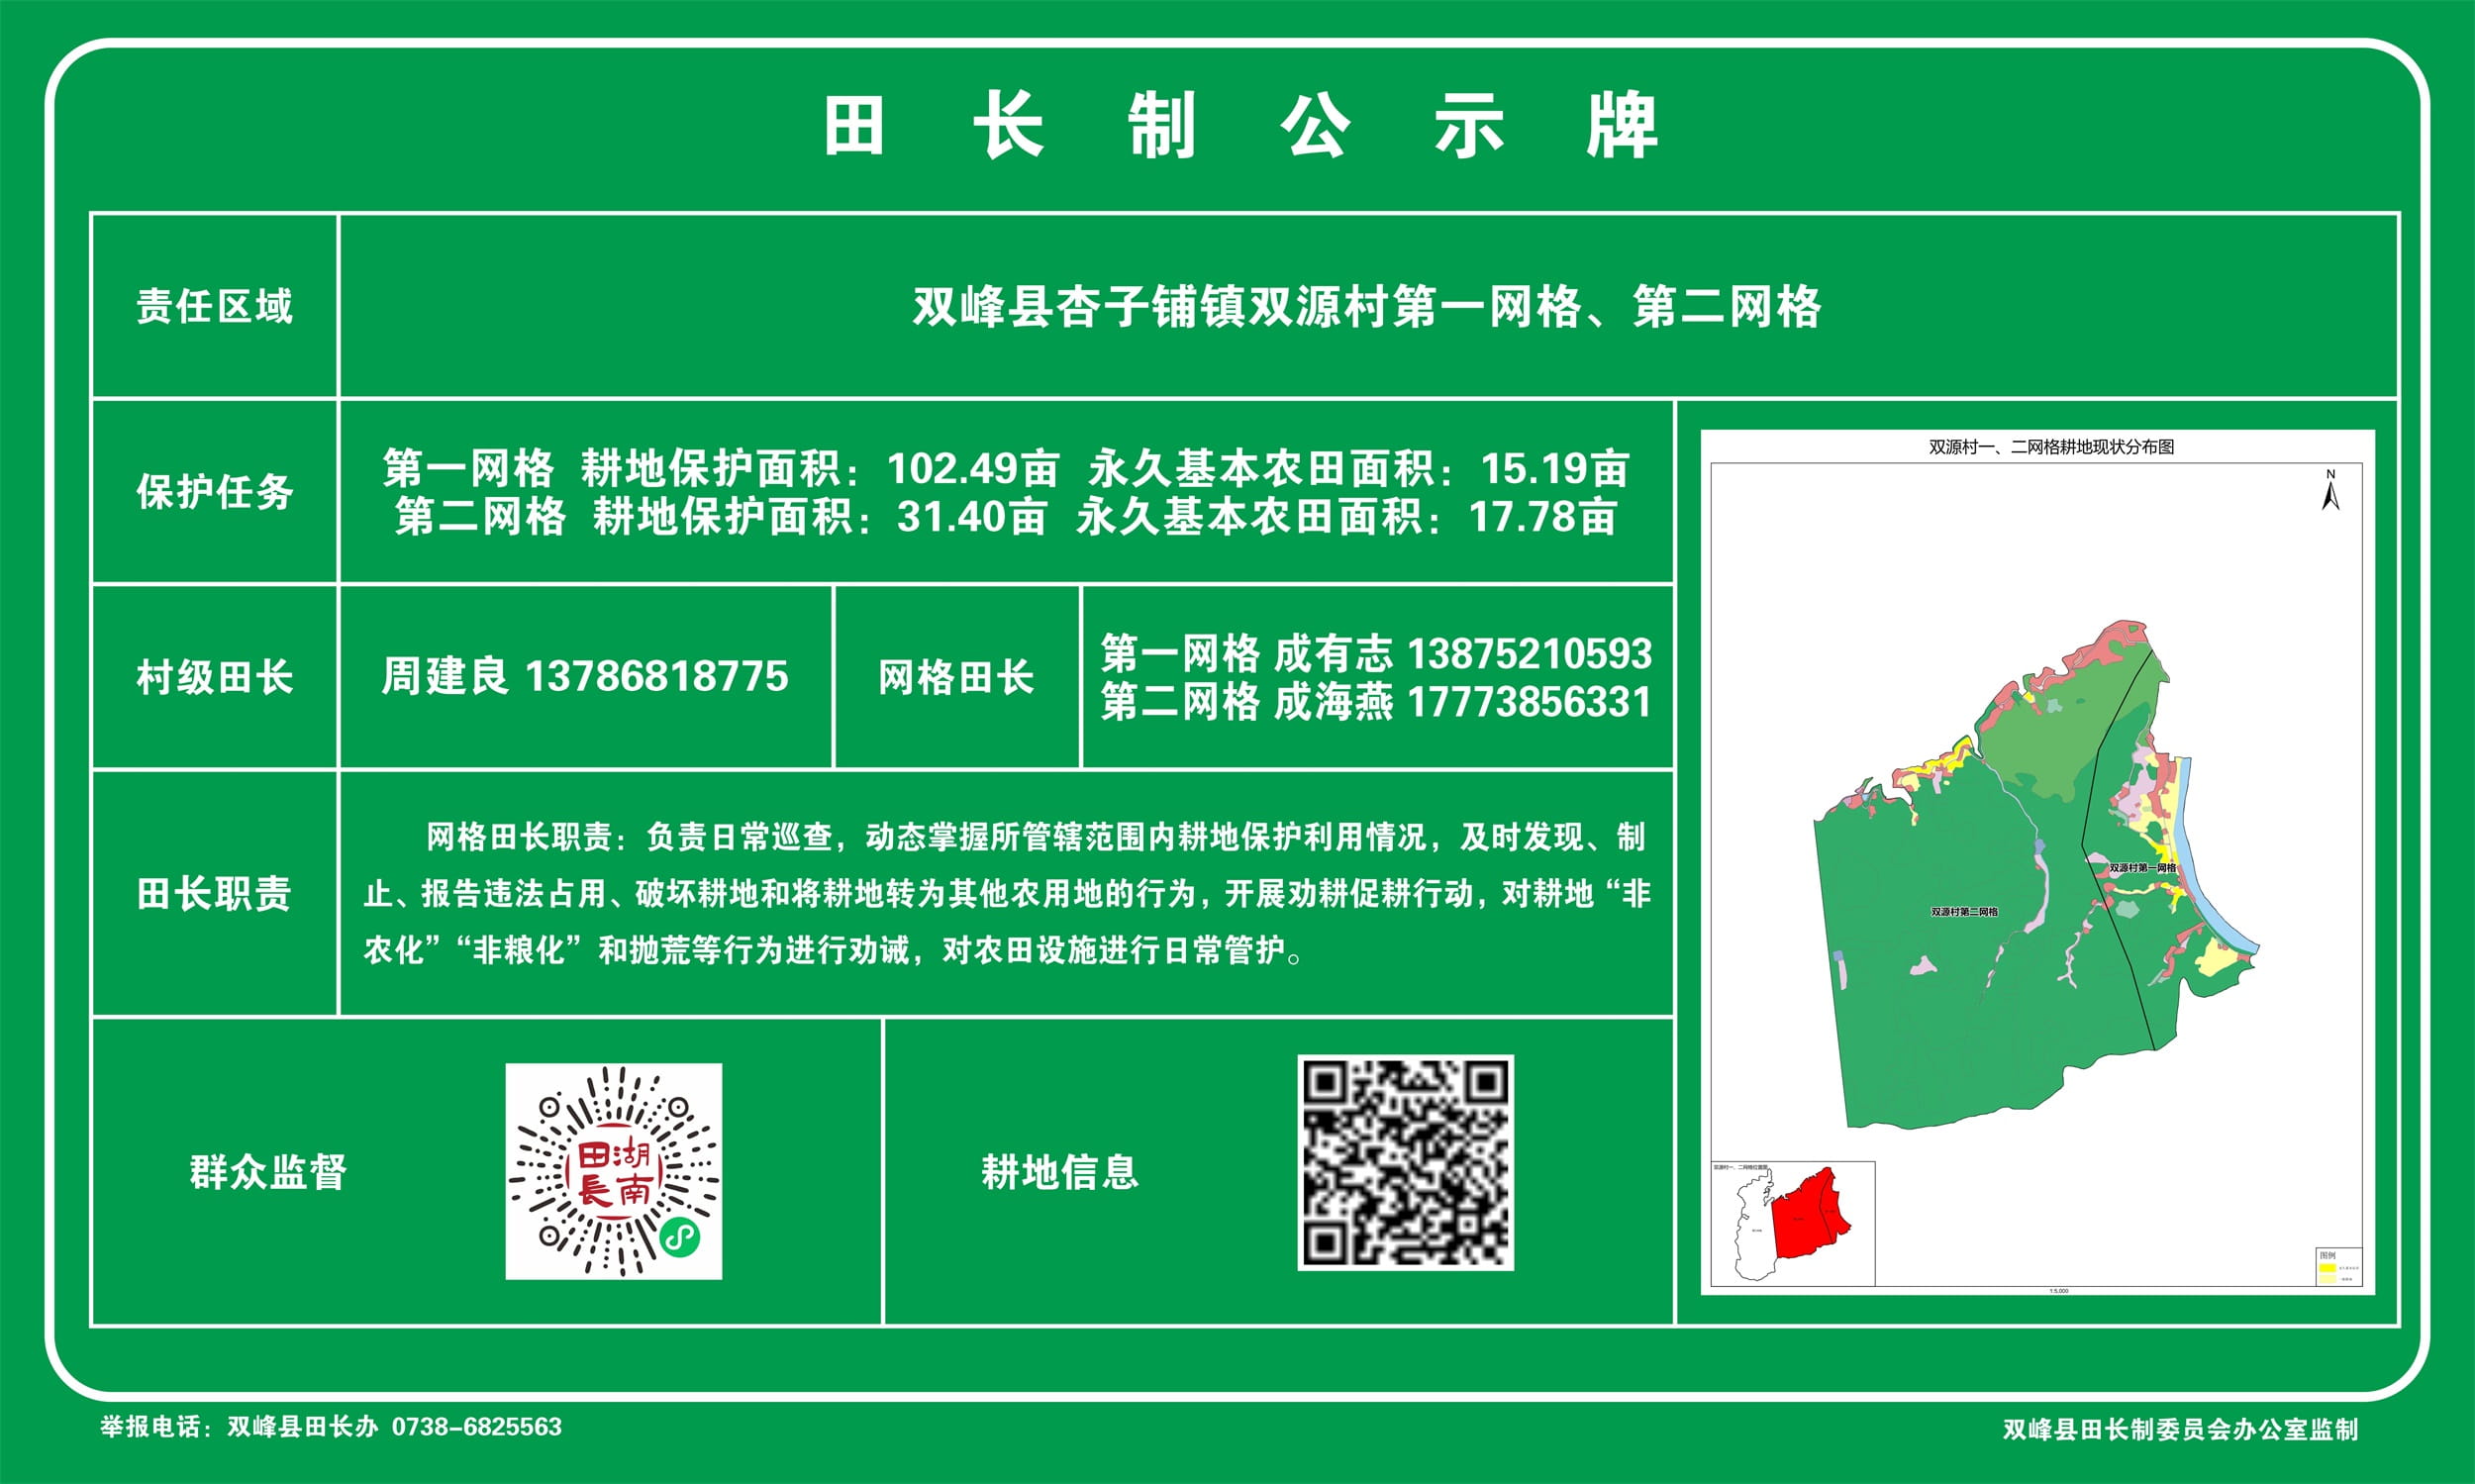 田长制公示牌
责任区域
双峰县杏子铺镇双源村第一网格、第二网格
保护任务
第一网格 耕地保护面积：102.49亩 永久基本农田面积：15.19亩
第二网格 耕地保护面积：31.40亩 永久基本农田面积：17.78亩
村级田长
周建良 13786818775
网格田长
第一网格 成有志 13875210593
第二网格 成海燕 17773856331
田长职责
网格田长职责：负责日常巡查，动态掌握所管辖范围内耕地保护利用情况，及时发现、制
止、报告违法占用、破坏耕地和将耕地转为其他农用地的行为，开展劝耕促耕行动，对耕地“非
农化”“非粮化”和抛荒等行为进行劝诫，对农田设施进行日常管护。
群众监督
湖南
田長
耕地信息
双源村一、二网格耕地现状分布图
N
双源村第一网格
双源村第二网格
双源村一、二网格位置图
图例
1:5,000
举报电话：双峰县田长办 0738-6825563
双峰县田长制委员会办公室监制